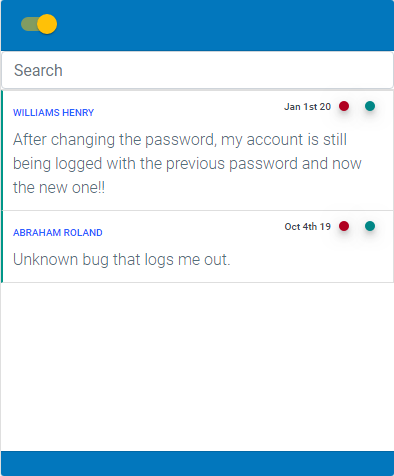 Search
WILLIAMS HENRY
Jan 1st 20
After changing the password, my account is still
being logged with the previous password and now
the new one!!
ABRAHAM ROLAND
Oct 4th 19
Unknown bug that logs me out.